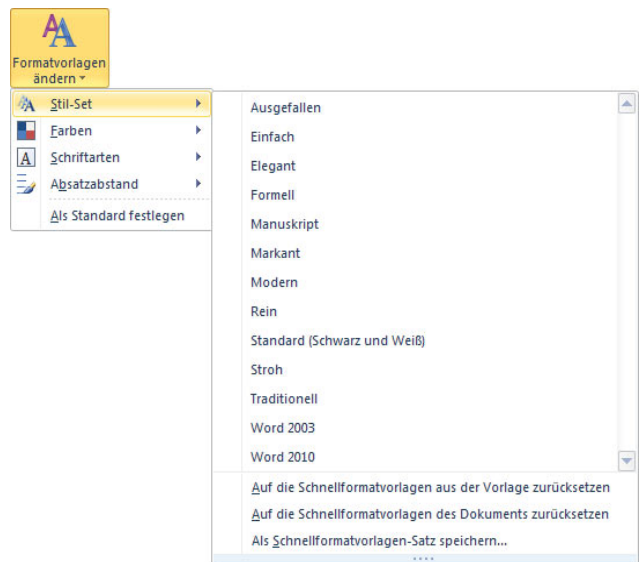 Formatvorlagen
ändern
Stil-Set
Farben
Schriftarten
Absatzabstand
Als Standard festlegen
Ausgefallen
Einfach
Elegant
Formell
Manuskript
Markant
Modern
Rein
Standard (Schwarz und Weiß)
Stroh
Traditionell
Word 2003
Word 2010
Auf die Schnellformatvorlagen aus der Vorlage zurücksetzen
Auf die Schnellformatvorlagen des Dokuments zurücksetzen
Als Schnellformatvorlagen-Satz speichern...